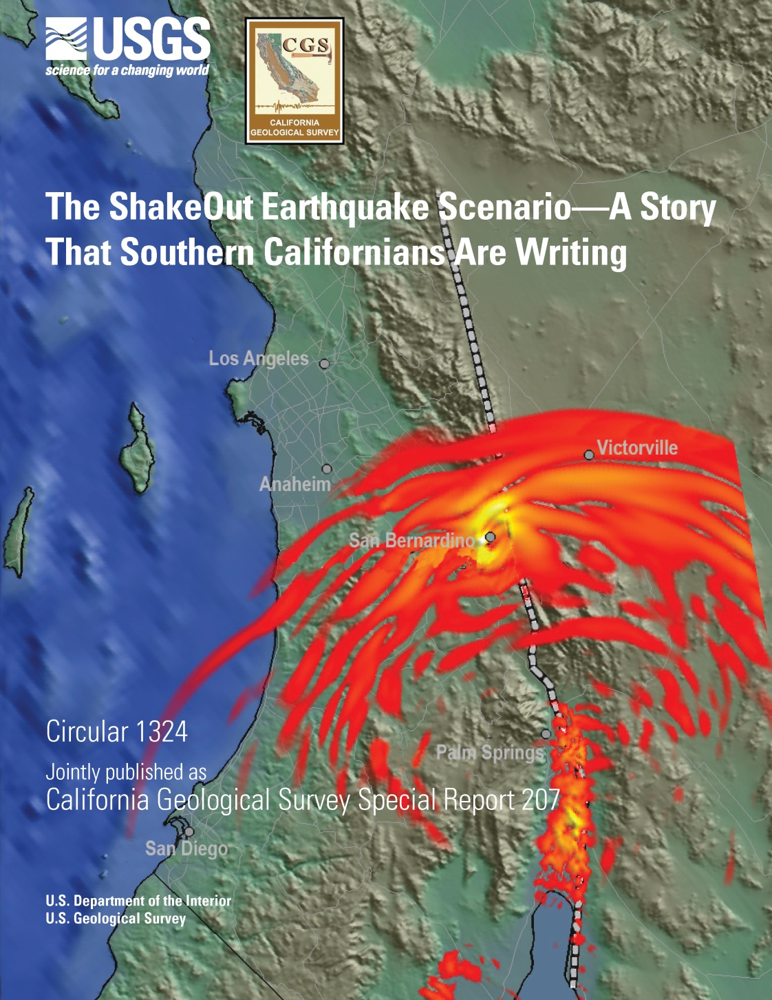 USGS
science for a changing world
CGS
CALIFORNIA
GEOLOGICAL SURVEY
The ShakeOut Earthquake Scenario—A Story
That Southern Californians Are Writing
Los Angeles
Victorville
Anaheim
San Bernardino
Circular 1324
Palm Springs
Jointly published as
California Geological Survey Special Report 207
San Diego
U.S. Department of the Interior
U.S. Geological Survey